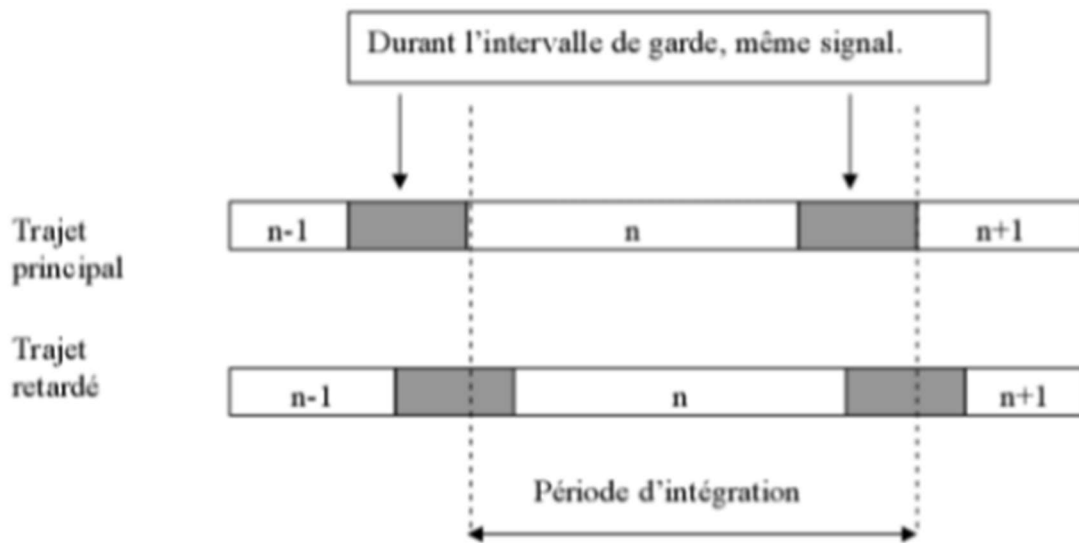 Durant l'intervalle de garde, même signal.
Trajet
principal
n-1
n
n+1
Trajet
retardé
n-1
n
n+1
Période d'intégration